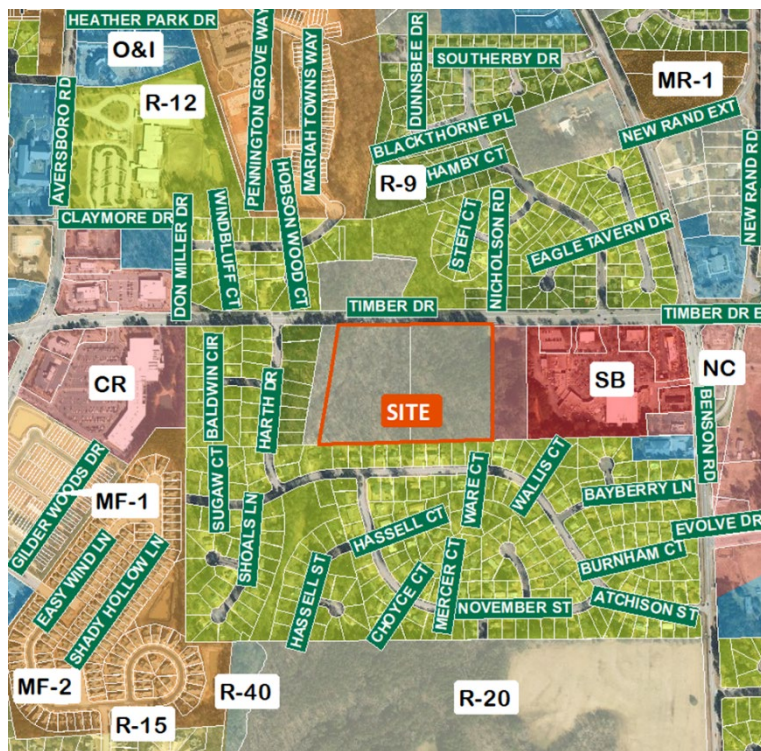 HEATHER PARK DR
O&I
R-12
AVERSBORO RD
PENNINGTON GROVE WAY
MARIAH TOWNS WAY
DUNNSBEE DR
SOUTHERBY DR
MR-1
BLACKTHORNE PL
NEW RAND EXT
HAMBY CT
R-9
NEW RAND RD
CLAYMORE DR
DON MILLER DR
WINDBLUFF CT
HOBSON WOOD CT
STEFI CT
NICHOLSON RD
EAGLE TAVERN DR
TIMBER DR
TIMBER DR E
CR
BALDWIN CIR
HARTH DR
SITE
SB
NC
BENSON RD
GILDER WOODS DR
MF-1
SUGAW CT
SHOALS LN
WARE CT
WALLIS CT
BAYBERRY LN
EASY WIND LN
SHADY HOLLOW LN
HASSELL CT
HASSELL ST
CHOYCE CT
MERCER CT
EVOLVE DR
BURNHAM CT
NOVEMBER ST
ATCHISON ST
MF-2
R-40
R-20
R-15